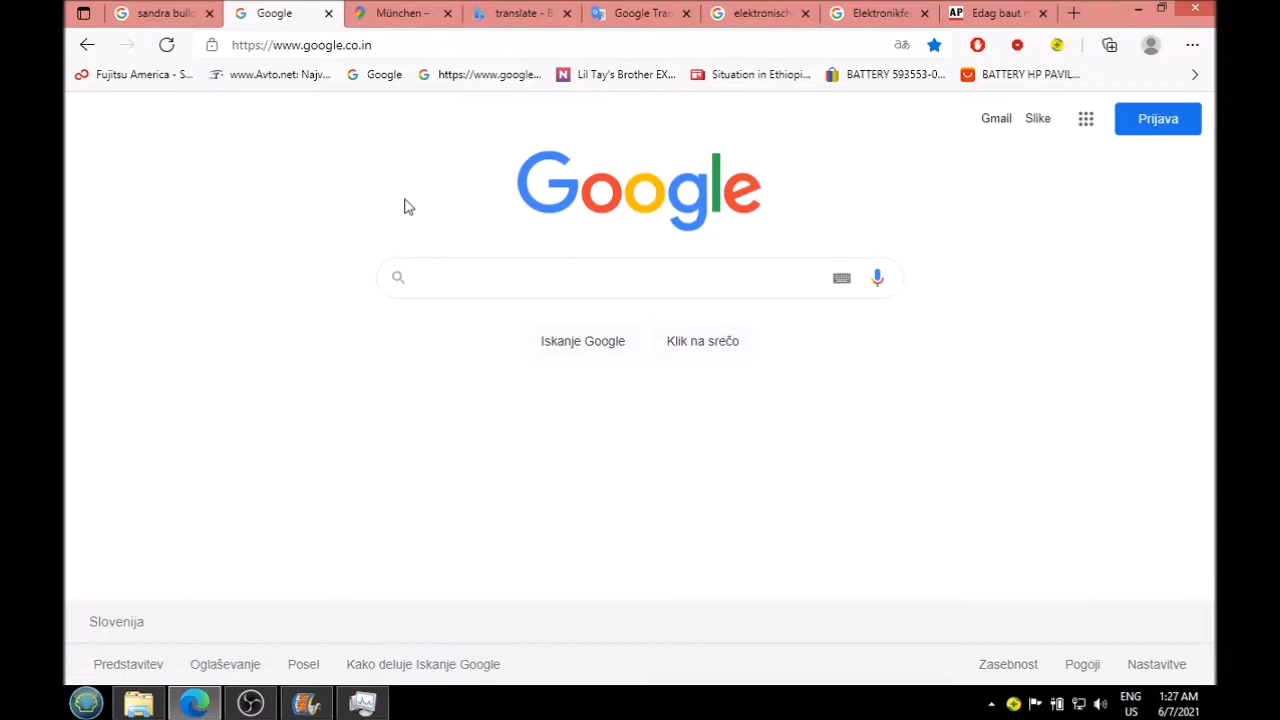 sandra bullo
Google
München –
translate - B
Google Tran
elektronisch
Elektronikfe
AP Edag baut n
https://www.google.co.in
Fujitsu America - S...
www.Avto.net: Najv...
Google
https://www.google...
N Lil Tay's Brother EX...
Situation in Ethiopi...
BATTERY 593553-0...
BATTERY HP PAVIL...
Gmail
Slike
Prijava
Google
Iskanje Google
Klik na srečo
Slovenija
Predstavitev
Oglaševanje
Posel
Kako deluje Iskanje Google
Zasebnost
Pogoji
Nastavitve
ENG
US
1:27 AM
6/7/2021